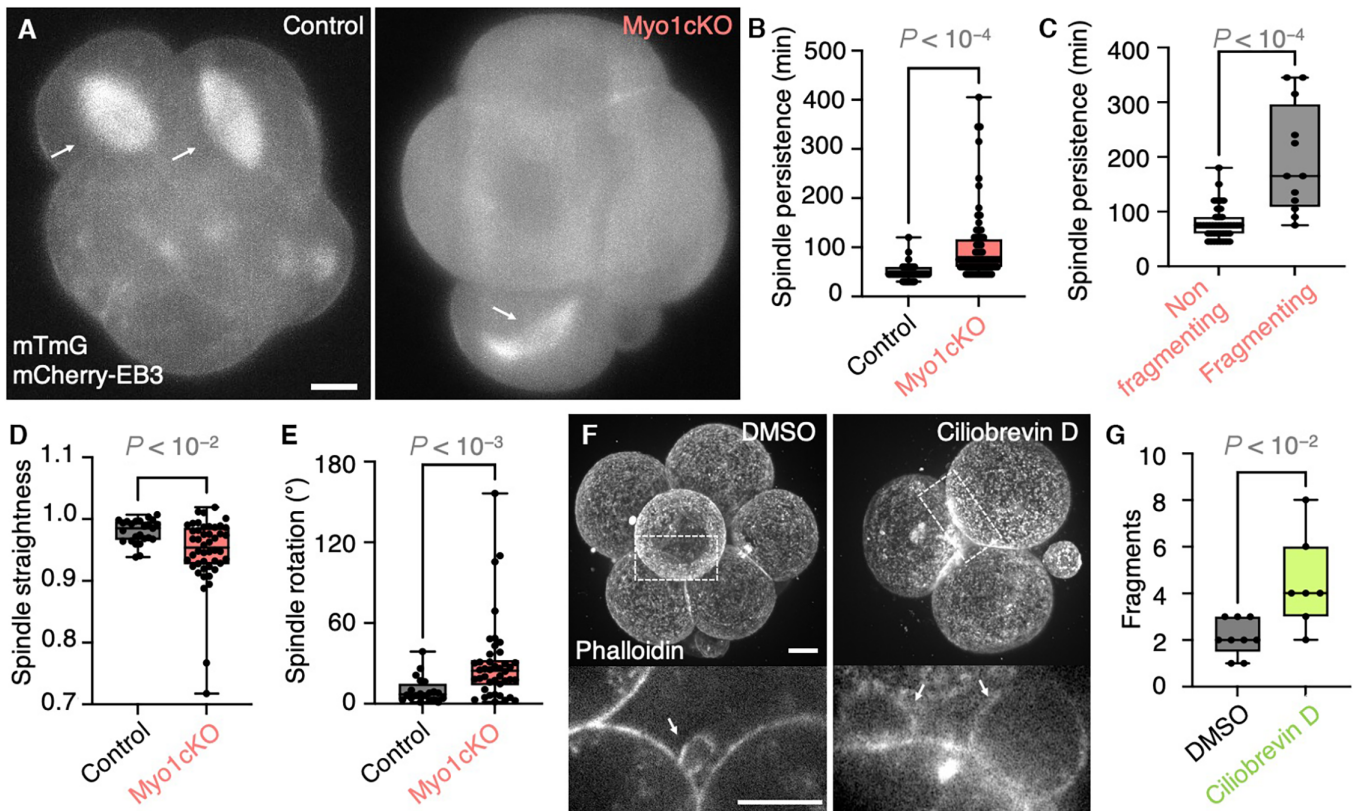 A
Control
Myo1cKO
mTmG
mCherry-EB3
B
P < 10⁻⁴
Spindle persistence (min)
500
400
300
200
100
0
Control
Myo1cKO
C
P < 10⁻⁴
Spindle persistence (min)
400
300
200
100
0
Non
fragmenting
Fragmenting
D
P < 10⁻²
Spindle straightness
1.1
1.0
0.9
0.8
0.7
Control
Myo1cKO
E
P < 10⁻³
Spindle rotation (°)
180
120
60
0
Control
Myo1cKO
F
DMSO
Ciliobrevin D
Phalloidin
G
P < 10⁻²
Fragments
10
8
6
4
2
0
DMSO
Ciliobrevin D